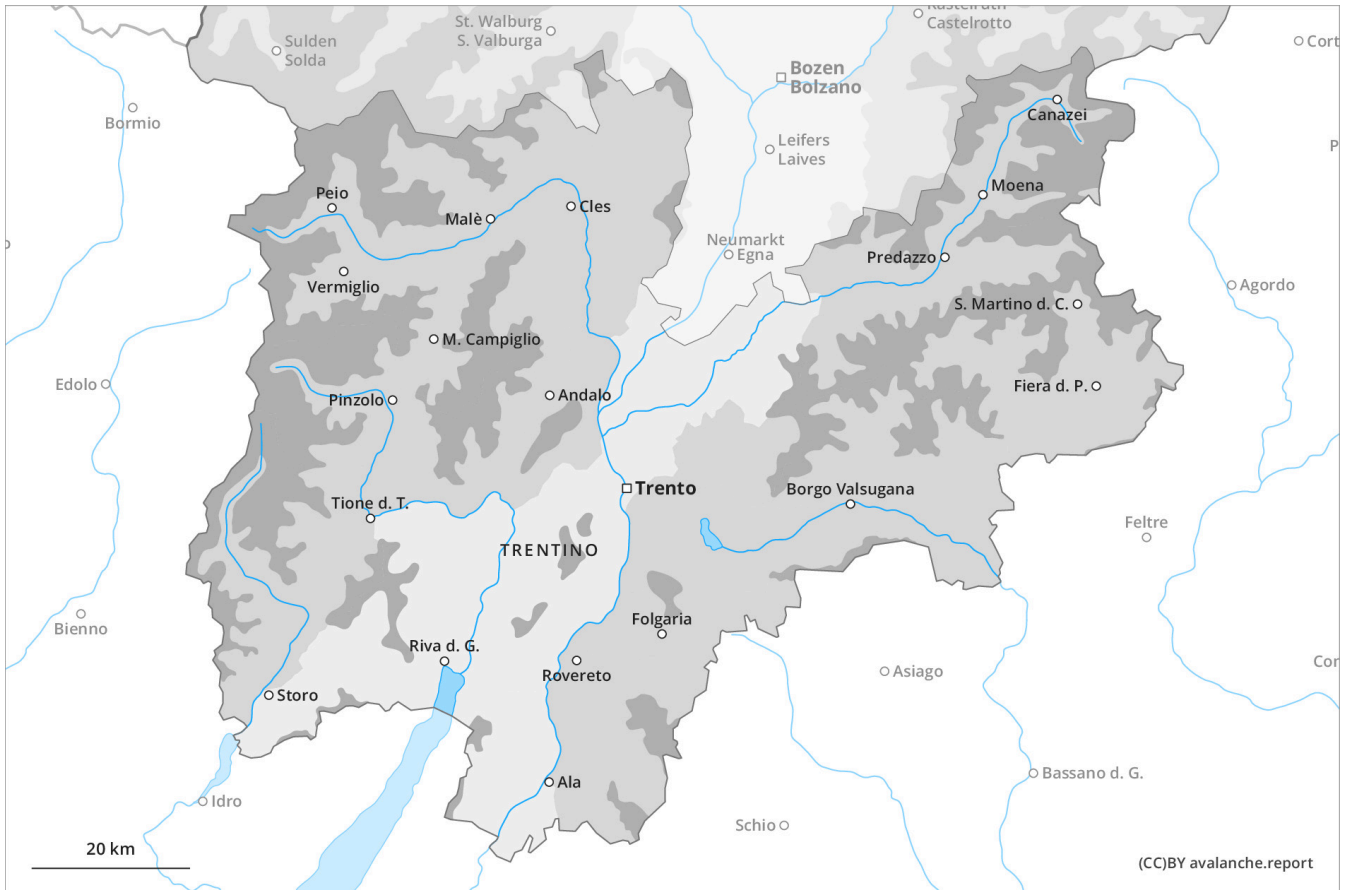 St. Walburg
S. Valburga
Kastelruth
Castelrotto
Sulden
Solda
Cort
Bozen
Bolzano
Bormio
Canazei
Leifers
Laives
P
Moena
Peio
Malè
Cles
Neumarkt
Egna
Predazzo
Vermiglio
Agordo
S. Martino d. C.
M. Campiglio
Edolo
Pinzolo
Andalo
Fiera d. P.
Trento
Borgo Valsugana
Tione d. T.
Feltre
TRENTINO
Bienno
Folgaria
Riva d. G.
Rovereto
Asiago
Cor
Storo
Ala
Bassano d. G.
Idro
Schio
20 km
(CC)BY avalanche.report